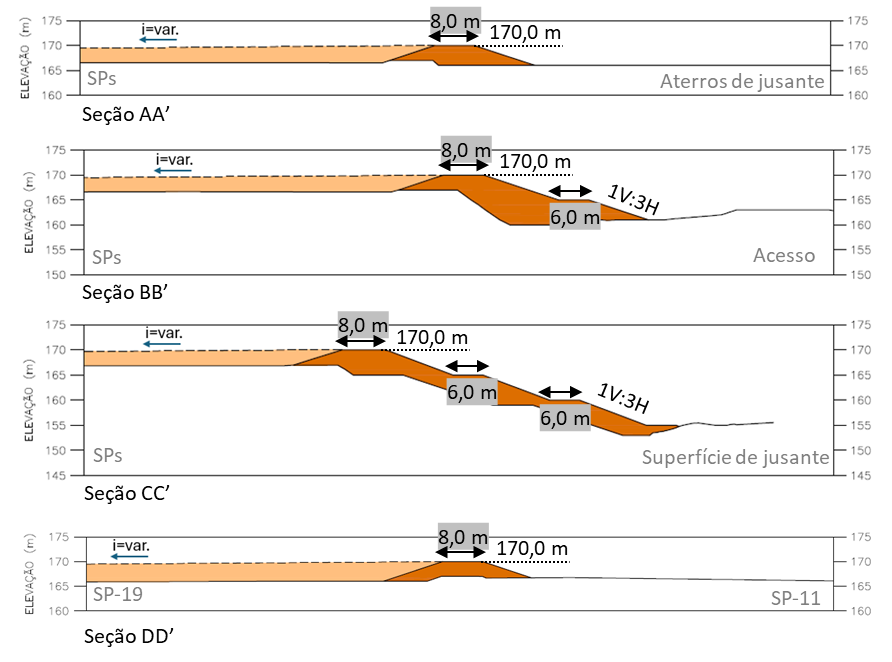 ELEVAÇÃO (m)
175 8,0 m 175
i=var. 170,0 m
170 170
165 165
SPs Aterros de jusante
160 160
Seção AA’
ELEVAÇÃO (m)
175 8,0 m 175
i=var. 170,0 m
170 170
1V:3H
165 165
6,0 m
160 160
SPs Acesso
155 155
150 150
Seção BB’
ELEVAÇÃO (m)
175 8,0 m 175
i=var. 170,0 m
170 170
165 165
6,0 m 1V:3H
160 160
6,0 m
155 155
150 150
SPs Superfície de jusante
145 145
Seção CC’
ELEVAÇÃO (m)
175 8,0 m 175
i=var. 170,0 m
170 170
165 165
SP-19 SP-11
160 160
Seção DD’